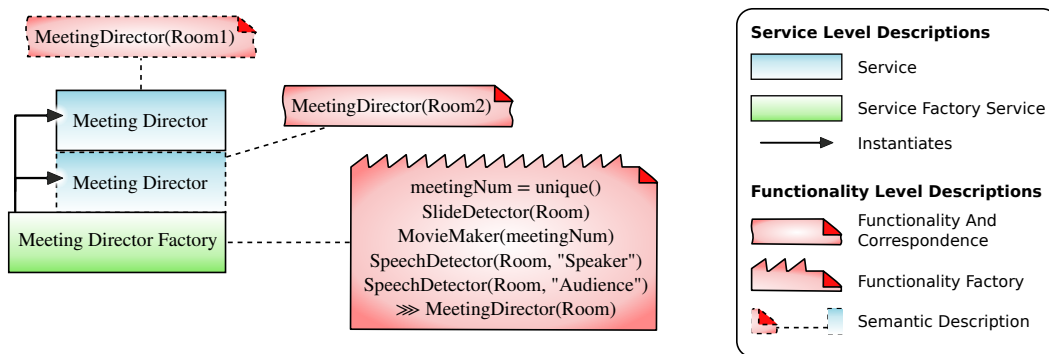 MeetingDirector(Room1)
MeetingDirector(Room2)
Meeting Director
Meeting Director
Meeting Director Factory
meetingNum = unique()
SlideDetector(Room)
MovieMaker(meetingNum)
SpeechDetector(Room, "Speaker")
SpeechDetector(Room, "Audience")
⋙ MeetingDirector(Room)
Service Level Descriptions
Service
Service Factory Service
Instantiates
Functionality Level Descriptions
Functionality And
Correspondence
Functionality Factory
Semantic Description